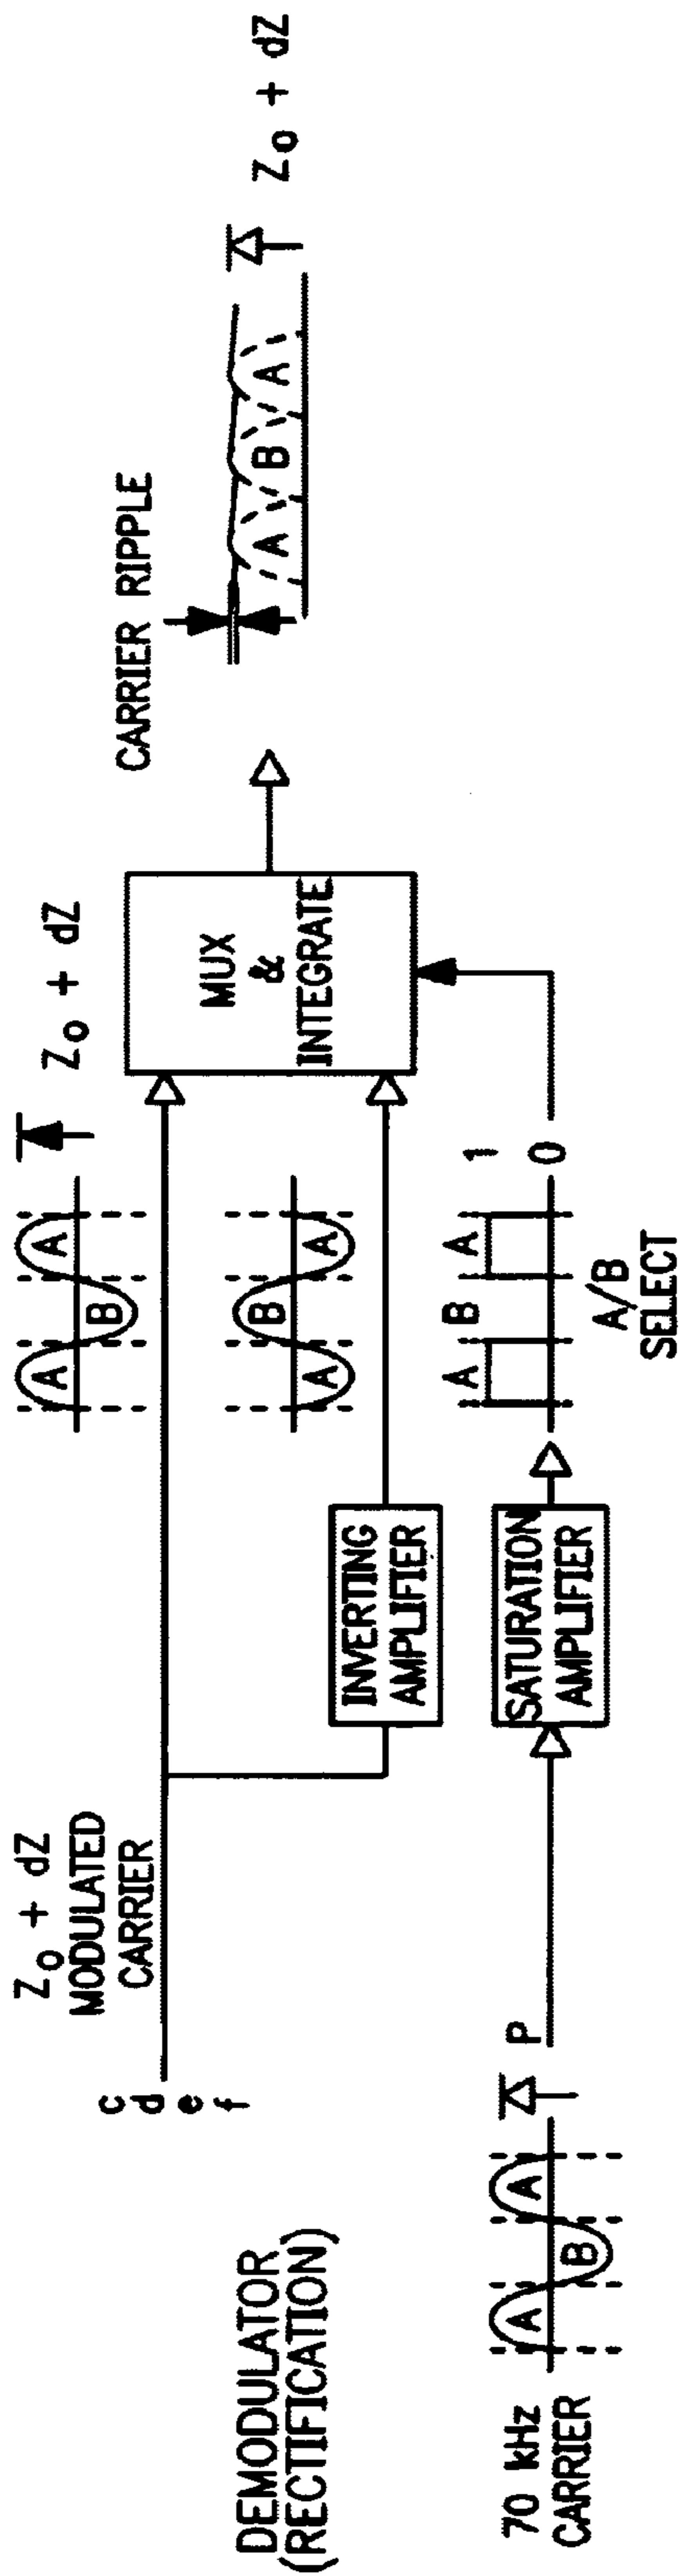 Z₀ + dZ
MODULATED
CARRIER
c
d
e
f
A
B
A
Z₀ + dZ
DEMODULATOR
(RECTIFICATION)
INVERTING
AMPLIFIER
B
A
A
MUX
&
INTEGRATE
CARRIER RIPPLE
A
B
A
Z₀ + dZ
70 kHz
CARRIER
A
B
A
P
SATURATION
AMPLIFIER
A
B
A
1
0
A/B
SELECT